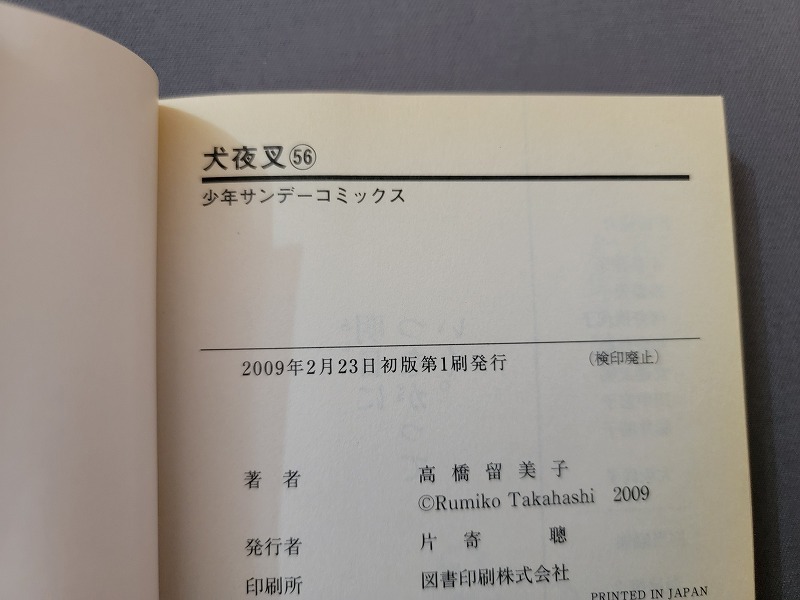 犬夜叉56
少年サンデーコミックス
2009年2月23日初版第1刷発行 (検印廃止)
著者 高橋留美子
©Rumiko Takahashi 2009
発行者 片寄聰
印刷所 図書印刷株式会社
PRINTED IN JAPAN